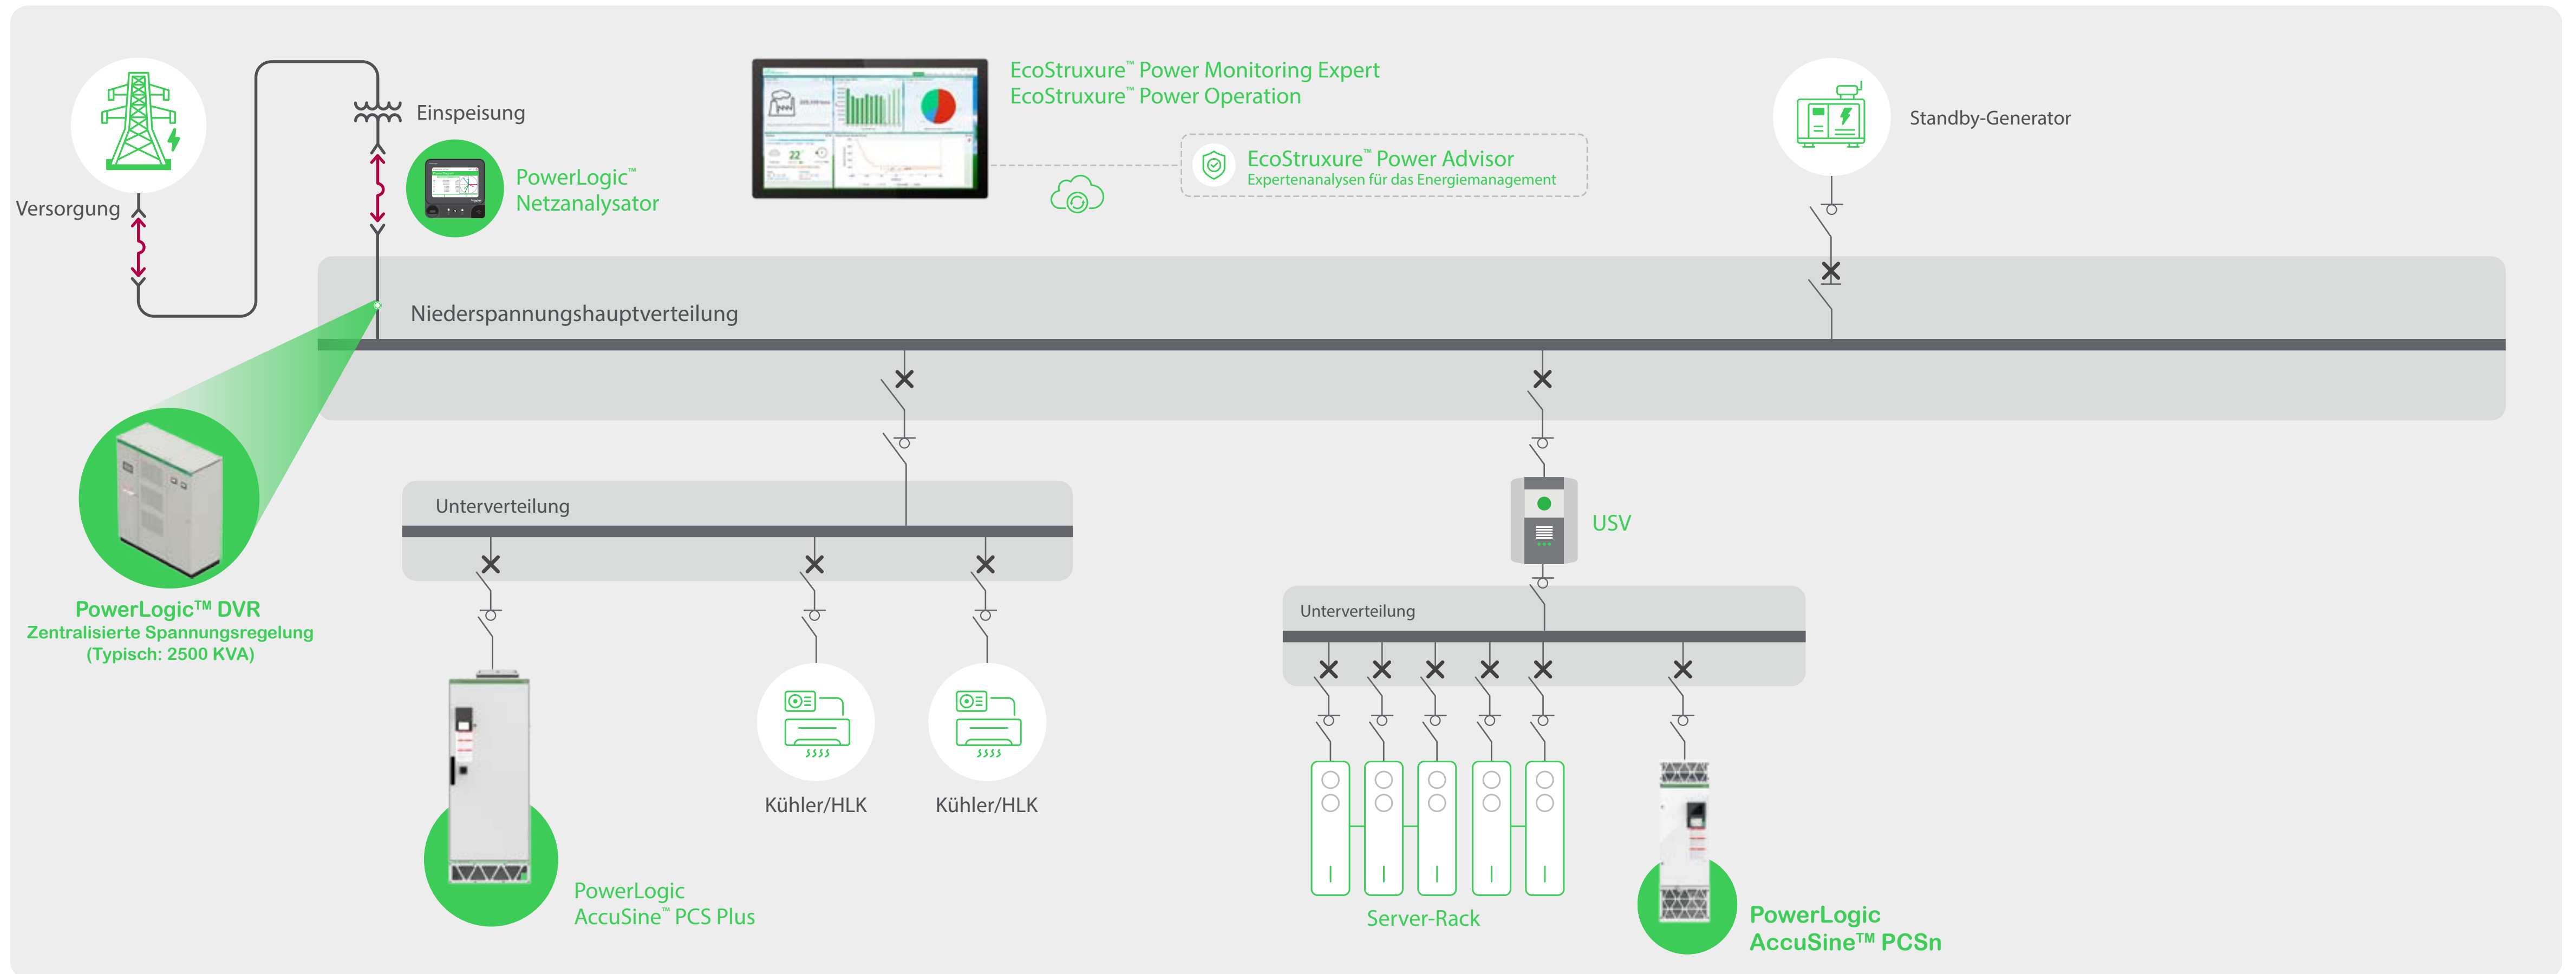 EcoStruxure™ Power Monitoring Expert
EcoStruxure™ Power Operation
Einspeisung
Standby-Generator
EcoStruxure™ Power Advisor
Expertenanalysen für das Energiemanagement
PowerLogic™
Netzanalysator
Versorgung
22°
Niederspannungshauptverteilung
Unterverteilung
USV
PowerLogic™ DVR
Zentralisierte Spannungsregelung
(Typisch: 2500 KVA)
Unterverteilung
Kühler/HLK
Kühler/HLK
PowerLogic
AccuSine™ PCS Plus
Server-Rack
PowerLogic
AccuSine™ PCSn